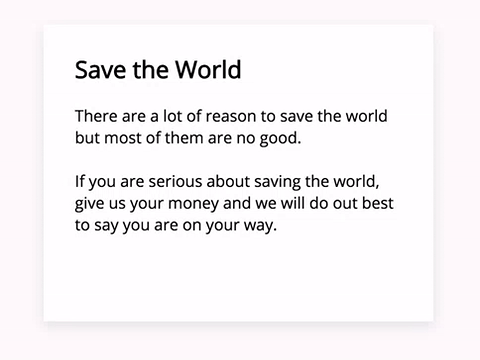 Save the World
There are a lot of reason to save the world
but most of them are no good.
If you are serious about saving the world,
give us your money and we will do out best
to say you are on your way.